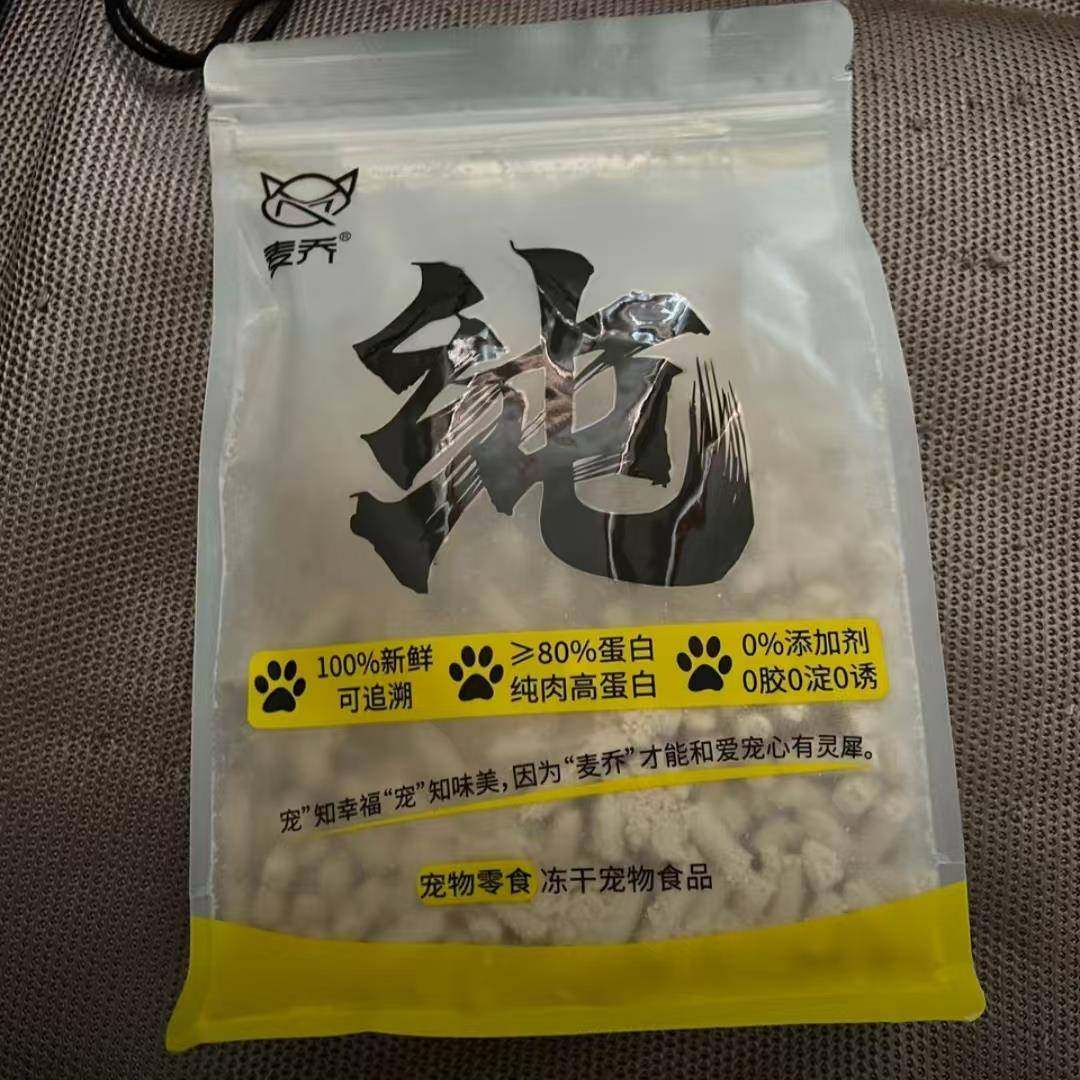 麦乔®
纯
100%新鲜
可追溯
≥80%蛋白
纯肉高蛋白
0%添加剂
0胶0淀0诱
宠”知幸福“宠”知味美，因为“麦乔”才能和爱宠心有灵犀。
宠物零食 冻干宠物食品